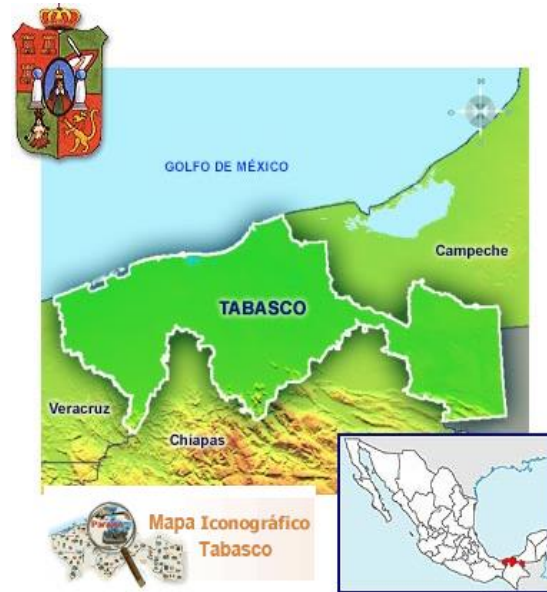 GOLFO DE MÉXICO
Campeche
TABASCO
Veracruz
Chiapas
Mapa Iconográfico
Tabasco